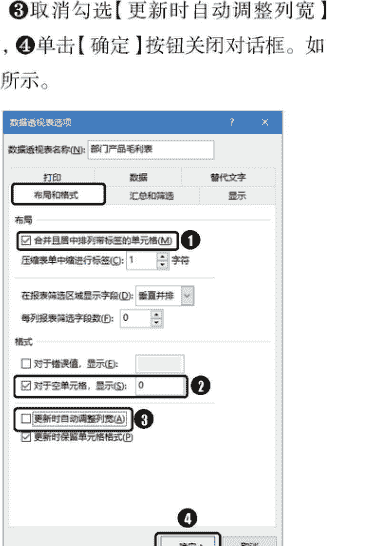 ❸取消勾选【更新时自动调整列宽】
，❹单击【确定】按钮关闭对话框。如
所示。
数据透视表选项 ? ×
数据透视表名称(N): 部门产品毛利表
打印 数据 替代文字
布局和格式 汇总和筛选 显示
布局
合并且居中排列带标签的单元格(M) ❶
压缩表单中缩进行标签(C): 1 字符
在报表筛选区域显示字段(D): 垂直并排
每列报表筛选字段数(F): 0
格式
对于错误值，显示(E):
对于空单元格，显示(S): 0 ❷
更新时自动调整列宽(A) ❸
更新时保留单元格格式(P)
❹